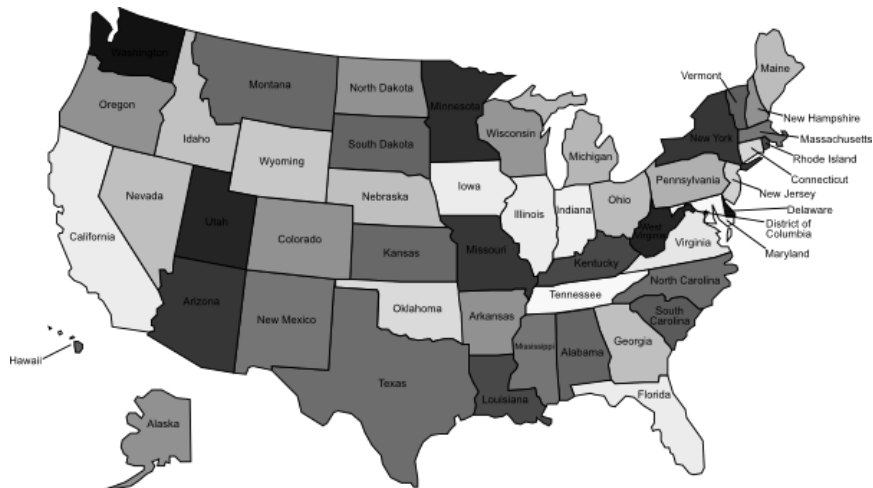 Washington
Montana
North Dakota
Minnesota
Vermont
Maine
Oregon
Idaho
South Dakota
Wisconsin
Michigan
New York
New Hampshire
Massachusetts
Rhode Island
Connecticut
Wyoming
Nevada
Nebraska
Iowa
Illinois
Indiana
Ohio
Pennsylvania
New Jersey
Delaware
District of
Columbia
Maryland
California
Utah
Colorado
Kansas
Missouri
Kentucky
West
Virginia
Virginia
Arizona
New Mexico
Oklahoma
Arkansas
Tennessee
North Carolina
South
Carolina
Hawaii
Texas
Louisiana
Mississippi
Alabama
Georgia
Florida
Alaska